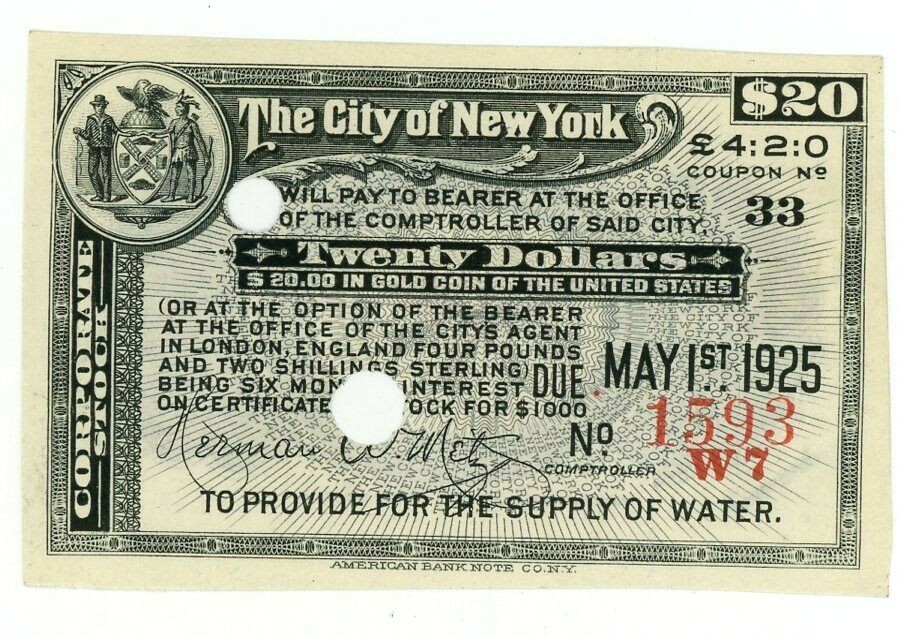 $20
The City of New York
£4:2:0
COUPON Nº
33
WILL PAY TO BEARER AT THE OFFICE
OF THE COMPTROLLER OF SAID CITY,
Twenty Dollars
$20.00 IN GOLD COIN OF THE UNITED STATES
(OR AT THE OPTION OF THE BEARER
AT THE OFFICE OF THE CITYS AGENT
IN LONDON, ENGLAND FOUR POUNDS
AND TWO SHILLINGS STERLING)
BEING SIX MON INTEREST
ON CERTIFICATE OCK FOR $1000
DUE MAY 1ST 1925
Nº 1593
W7
Herman A Metz
COMPTROLLER
TO PROVIDE FOR THE SUPPLY OF WATER.
CORPORATE
STOCK
AMERICAN BANK NOTE CO. N.Y.